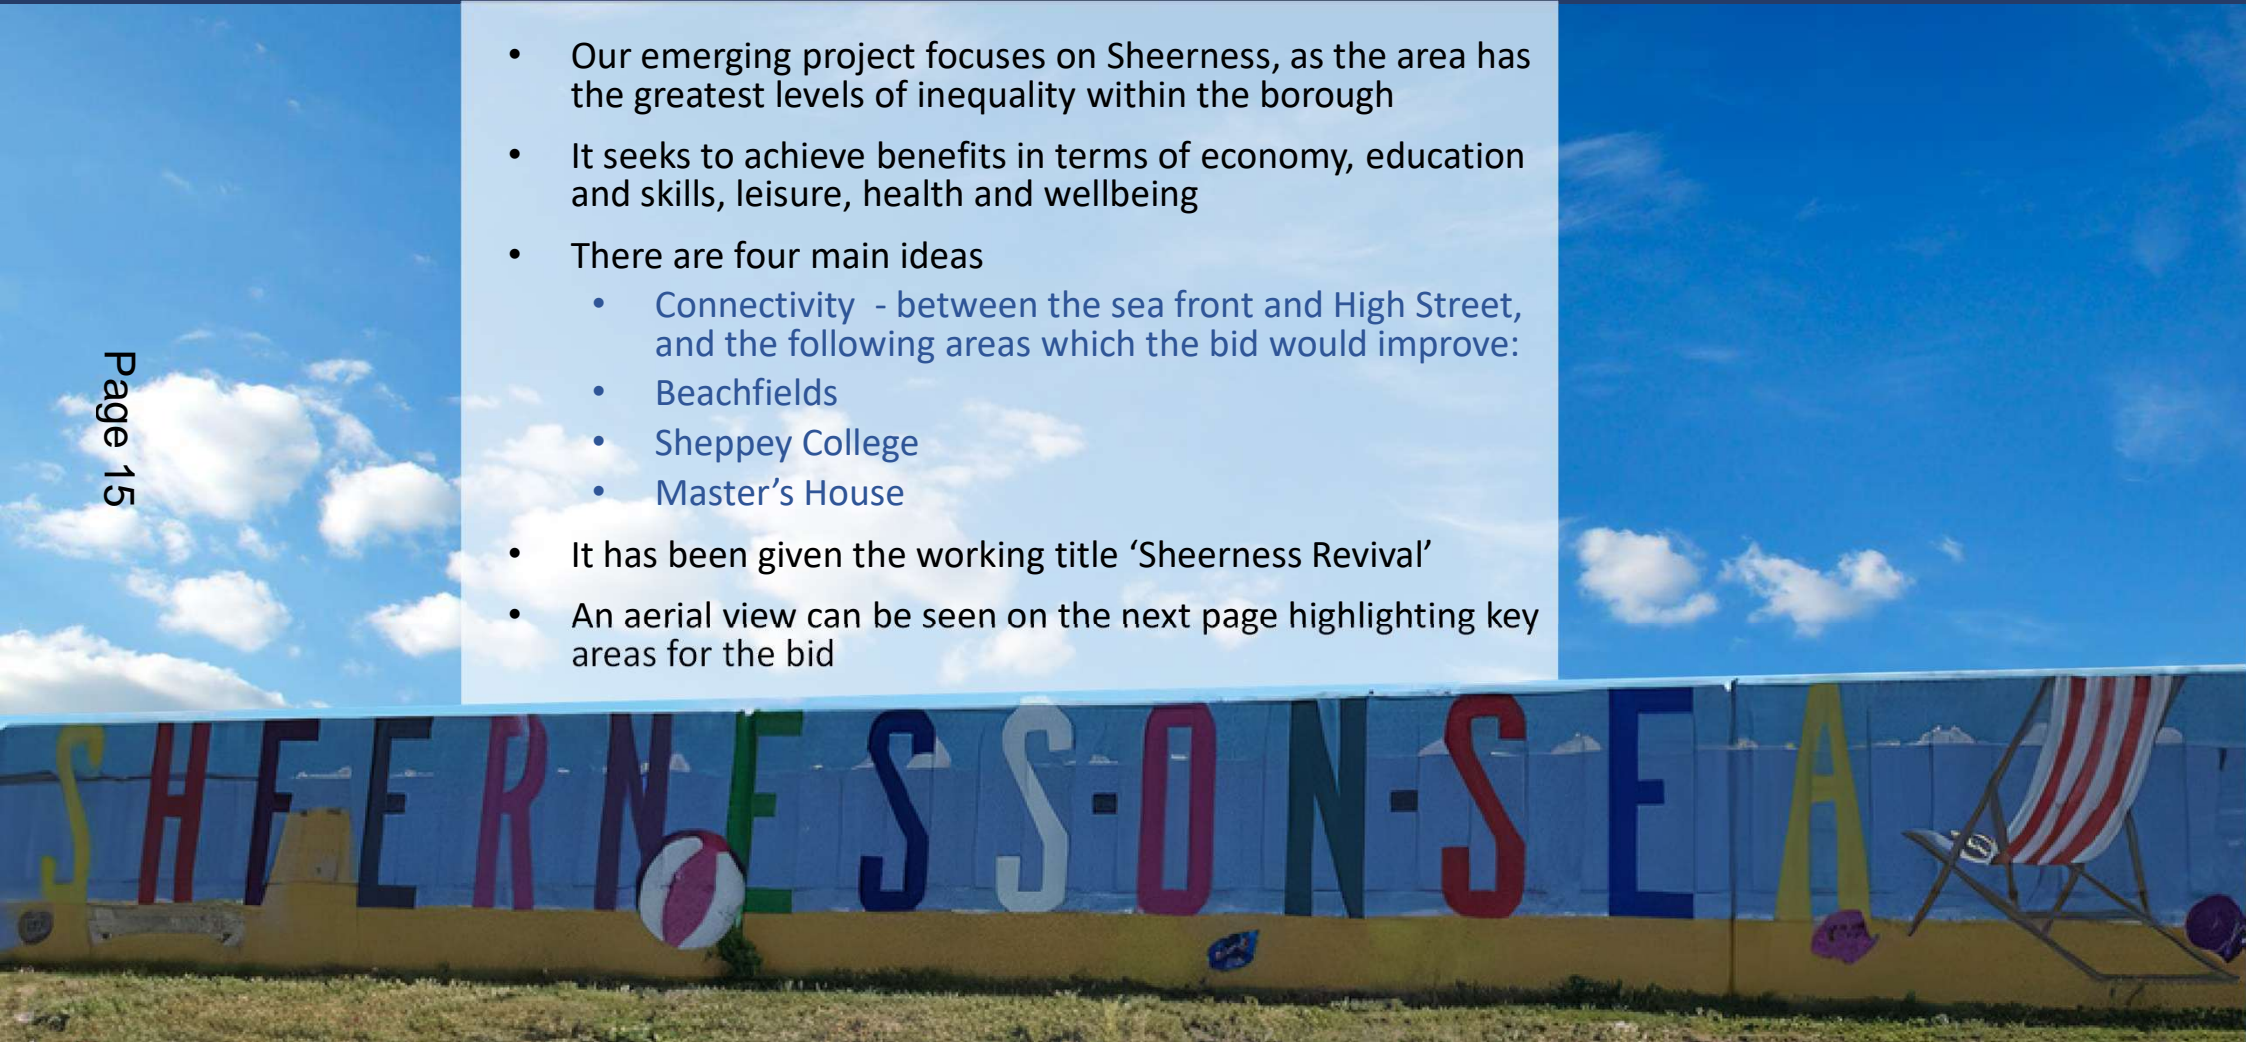 • Our emerging project focuses on Sheerness, as the area has
the greatest levels of inequality within the borough
• It seeks to achieve benefits in terms of economy, education
and skills, leisure, health and wellbeing
• There are four main ideas
• Connectivity - between the sea front and High Street,
and the following areas which the bid would improve:
• Beachfields
• Sheppey College
• Master’s House
• It has been given the working title ‘Sheerness Revival’
• An aerial view can be seen on the next page highlighting key
areas for the bid
Page 15
SHEERNESS-ON-SEA